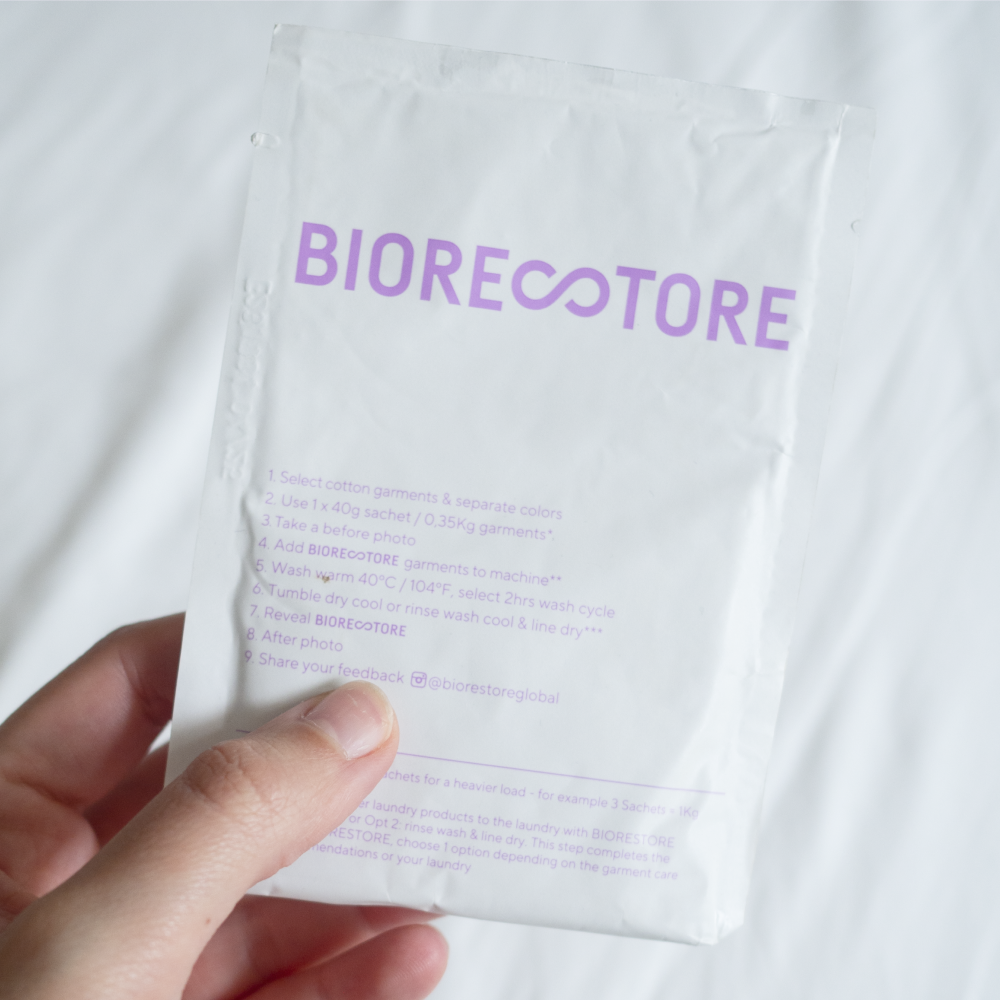 BIORESTORE
1. Select cotton garments & separate colors
2. Use 1 x 40g sachet / 0,35Kg garments*.
3. Take a before photo
4. Add BIORESTORE garments to machine**
5. Wash warm 40°C / 104°F, select 2hrs wash cycle
6. Tumble dry cool or rinse wash cool & line dry***
7. Reveal BIORESTORE
8. After photo
9. Share your feedback @biorestoreglobal
sachets for a heavier load - for example 3 Sachets - 1Kg
laundry products to the laundry with BIORESTORE
or Opt 2: rinse wash & line dry. This step completes the
choose 1 option depending on the garment care
or your laundry